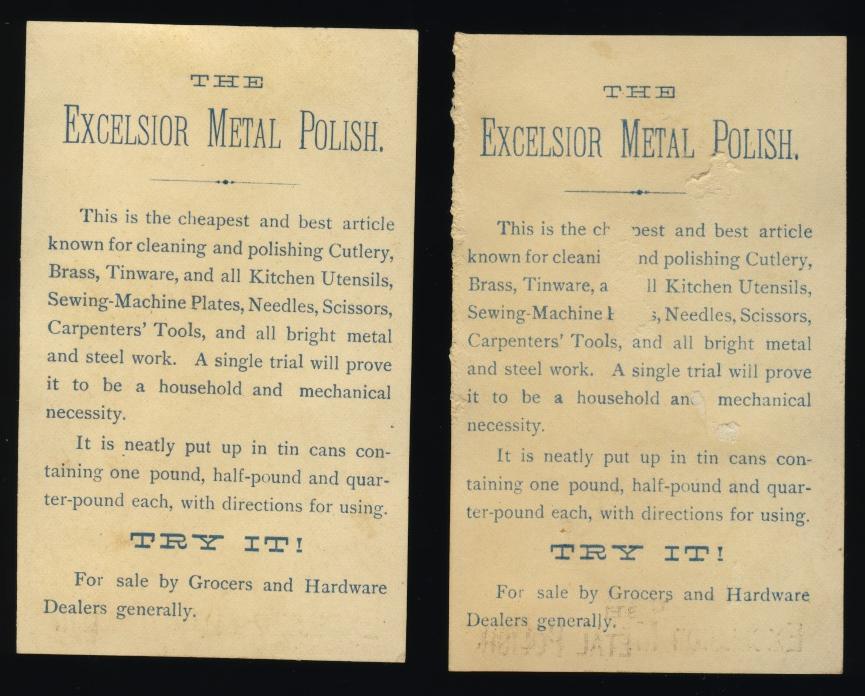 THE
EXCELSIOR METAL POLISH.
This is the cheapest and best article
known for cleaning and polishing Cutlery,
Brass, Tinware, and all Kitchen Utensils,
Sewing-Machine Plates, Needles, Scissors,
Carpenters' Tools, and all bright metal
and steel work. A single trial will prove
it to be a household and mechanical
necessity.
It is neatly put up in tin cans con-
taining one pound, half-pound and quar-
ter-pound each, with directions for using.
TRY IT!
For sale by Grocers and Hardware
Dealers generally.
THE
EXCELSIOR METAL POLISH.
This is the ch pest and best article
known for cleani nd polishing Cutlery,
Brass, Tinware, a ll Kitchen Utensils,
Sewing-Machine s, Needles, Scissors,
Carpenters' Tools, and all bright metal
and steel work. A single trial will prove
it to be a household and mechanical
necessity.
It is neatly put up in tin cans con-
taining one pound, half-pound and quar-
ter-pound each, with directions for using.
TRY IT!
For sale by Grocers and Hardware
Dealers generally.